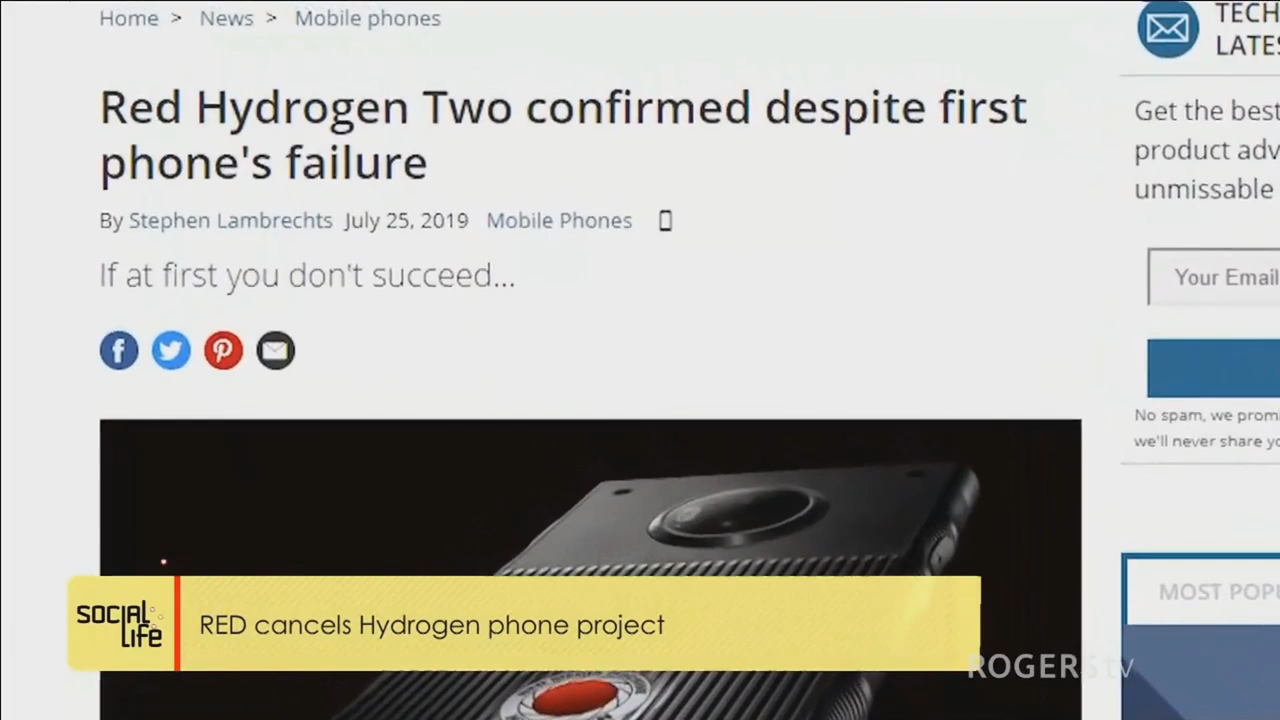 Home > News > Mobile phones
TECH
LATES
Red Hydrogen Two confirmed despite first
phone's failure
By Stephen Lambrechts July 25, 2019 Mobile Phones
If at first you don't succeed...
Get the best
product adv
unmissable
Your Email
No spam, we prom
we'll never share yo
MOST POPU
SOCIAL
LIFE
RED cancels Hydrogen phone project
ROGERS tv